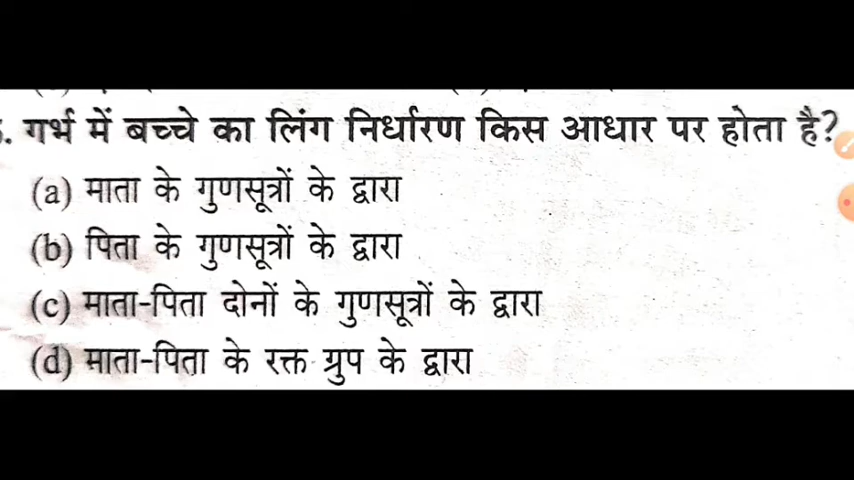 . गर्भ में बच्चे का लिंग निर्धारण किस आधार पर होता है?
(a) माता के गुणसूत्रों के द्वारा
(b) पिता के गुणसूत्रों के द्वारा
(c) माता-पिता दोनों के गुणसूत्रों के द्वारा
(d) माता-पिता के रक्त ग्रुप के द्वारा